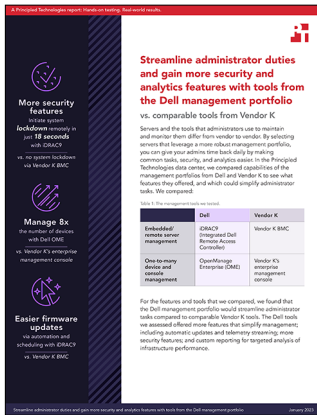 A Principled Technologies report: Hands-on testing. Real-world results.
More security
features
Initiate system
lockdown remotely in
just 18 seconds
with iDRAC9
vs. no system lockdown
via Vendor K BMC
Manage 8x
the number of devices
with Dell OME
vs. Vendor K's enterprise
management console
Easier firmware
updates
via automation and
scheduling with iDRAC9
vs. Vendor K BMC
Streamline administrator duties
and gain more security and
analytics features with tools from
the Dell management portfolio
vs. comparable tools from Vendor K
Servers and the tools that administrators use to maintain
and monitor them differ from vendor to vendor. By selecting
servers that leverage a more robust management portfolio,
you can give your admins time back daily by making
common tasks, security, and analytics easier. In the Principled
Technologies data center, we compared capabilities of the
management portfolios from Dell and Vendor K to see what
features they offered, and which could simplify administrator
tasks. We compared:
Table 1: The management tools we tested.
Dell Vendor K
Embedded/
remote server
management
iDRAC9
(Integrated Dell
Remote Access
Controller)
Vendor K BMC
One-to-many
device and
console
management
OpenManage
Enterprise (OME)
Vendor K's
enterprise
management
console
For the features and tools that we compared, we found that
the Dell management portfolio would streamline administrator
tasks compared to comparable Vendor K tools. The Dell tools
we assessed offered more features that simplify management;
including automatic updates and telemetry streaming; more
security features; and custom reporting for targeted analysis of
infrastructure performance.
Streamline administrator duties and gain more security and analytics features with tools from the Dell management portfolio
January 2023